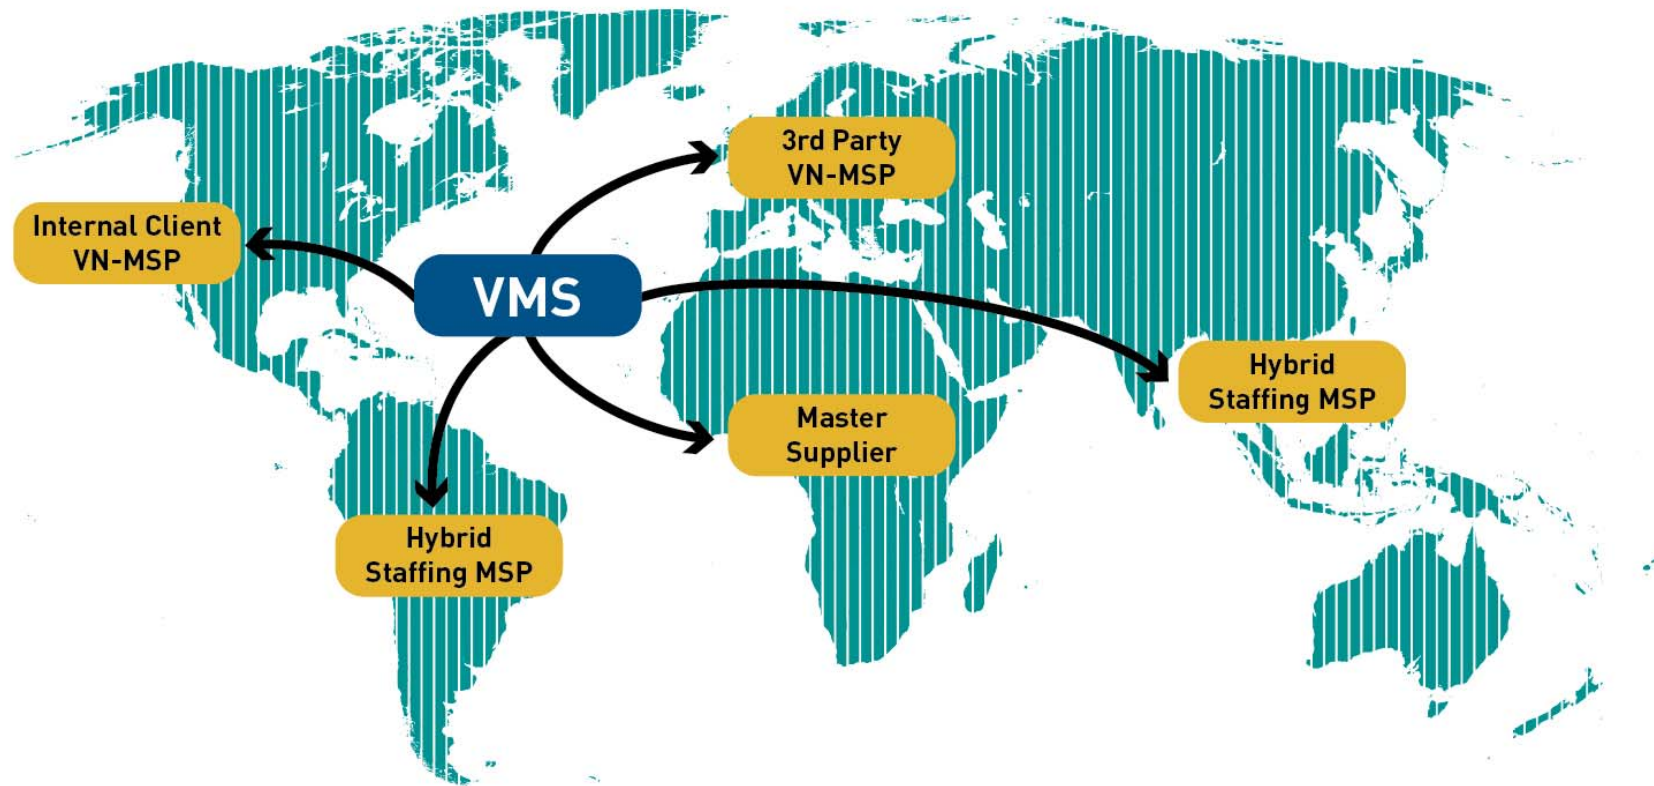 3rd Party
VN-MSP
Internal Client
VN-MSP
VMS
Hybrid
Staffing MSP
Master
Supplier
Hybrid
Staffing MSP